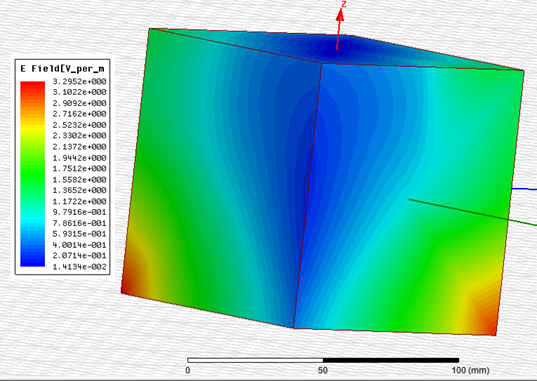 Z
E Field[V_per_m
3.2952e+000
3.1022e+000
2.9092e+000
2.7162e+000
2.5232e+000
2.3302e+000
2.1372e+000
1.9442e+000
1.7512e+000
1.5582e+000
1.3652e+000
1.1722e+000
9.7916e-001
7.8616e-001
5.9315e-001
4.0014e-001
2.0714e-001
1.4134e-002
0 50 100 (mm)